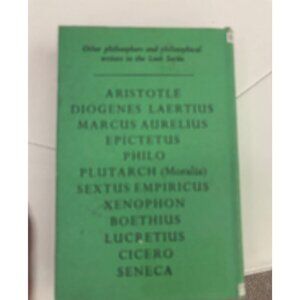 Other philosophers and philosophical
writers in the Loeb Series
ARISTOTLE
DIOGENES LAERTIUS
MARCUS AURELIUS
EPICTETUS
PHILO
PLUTARCH (Moralia)
SEXTUS EMPIRICUS
XENOPHON
BOETHIUS
LUCRETIUS
CICERO
SENECA